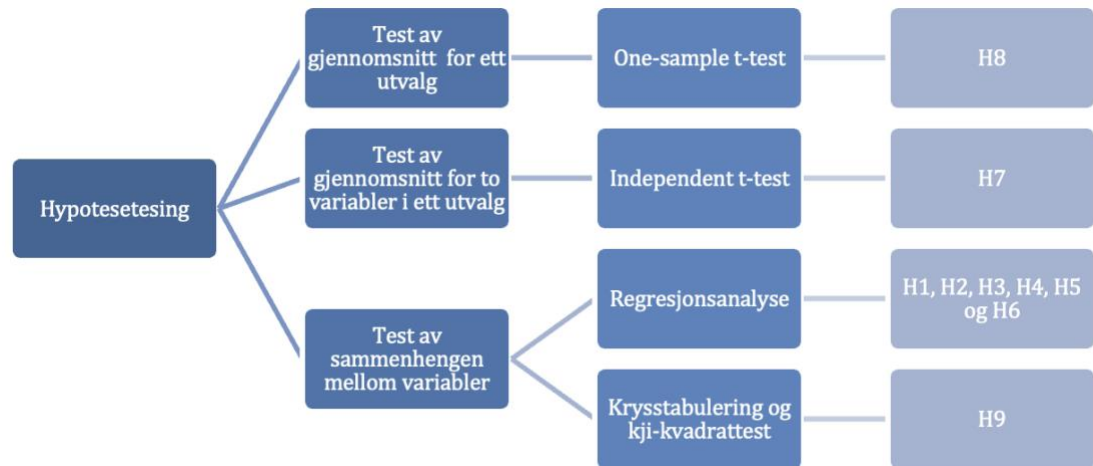 Test av
gjennomsnitt for ett
utvalg
One-sample t-test
H8
Hypotesetesing
Test av
gjennomsnitt for to
variabler i ett utvalg
Independent t-test
H7
Test av
sammenhengen
mellom variabler
Regresjonsanalyse
H1, H2, H3, H4, H5
og H6
Krysstabulering og
kji-kvadrattest
H9